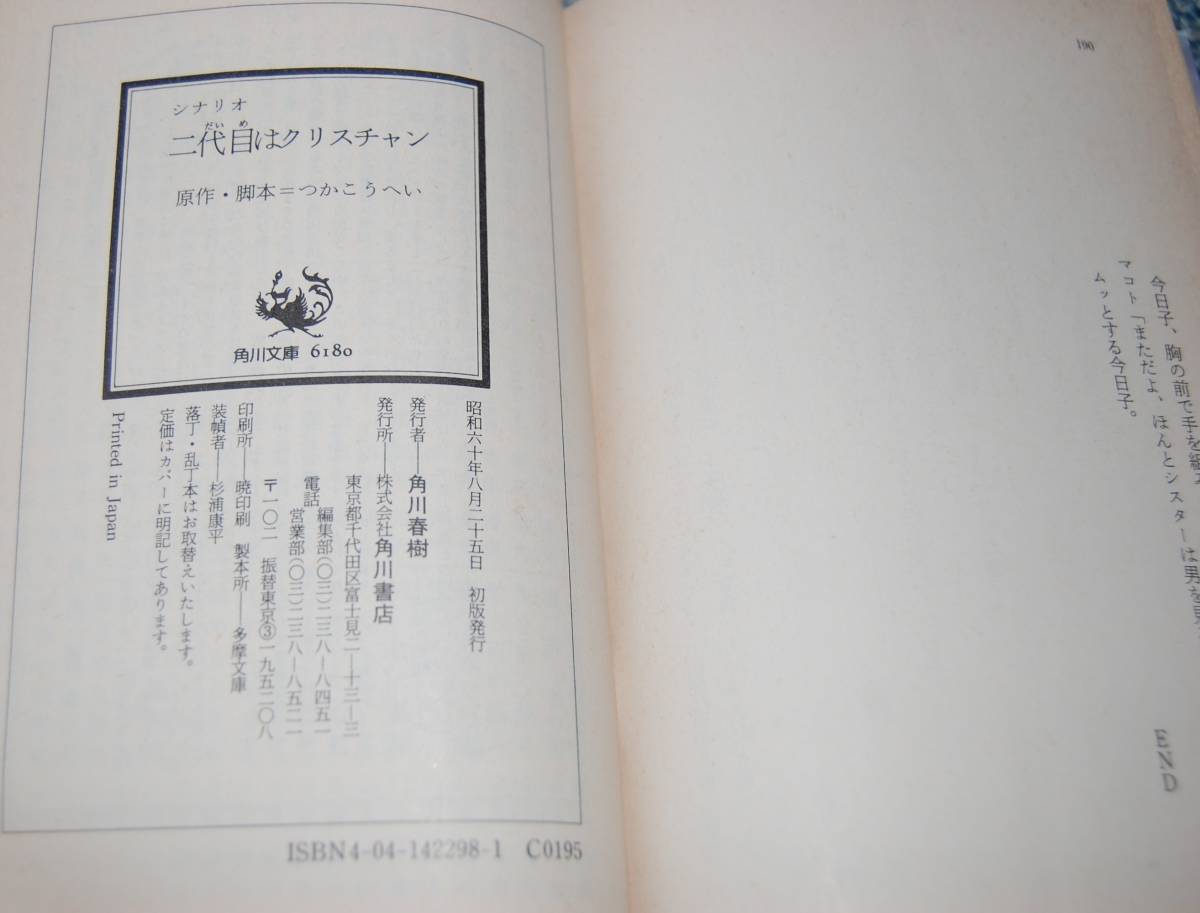 190
今日子、胸の前で手を組み
マコト「まただよ、ほんとシスターは男を見
ムッとする今日子。
END
シナリオ
だいめ
二代目はクリスチャン
原作・脚本＝つかこうへい
角川文庫 6180
昭和六十年八月二十五日 初版発行
発行者――角川春樹
発行所――株式会社角川書店
東京都千代田区富士見二―十三―三
電話 編集部(〇三)二三八―八四五一
営業部(〇三)二三八―八五二一
〒一〇二 振替東京③一九五二〇八
印刷所――暁印刷 製本所――多摩文庫
装幀者――杉浦康平
落丁・乱丁本はお取替えいたします。
定価はカバーに明記してあります。
Printed in Japan
ISBN4-04-142298-1 C0195